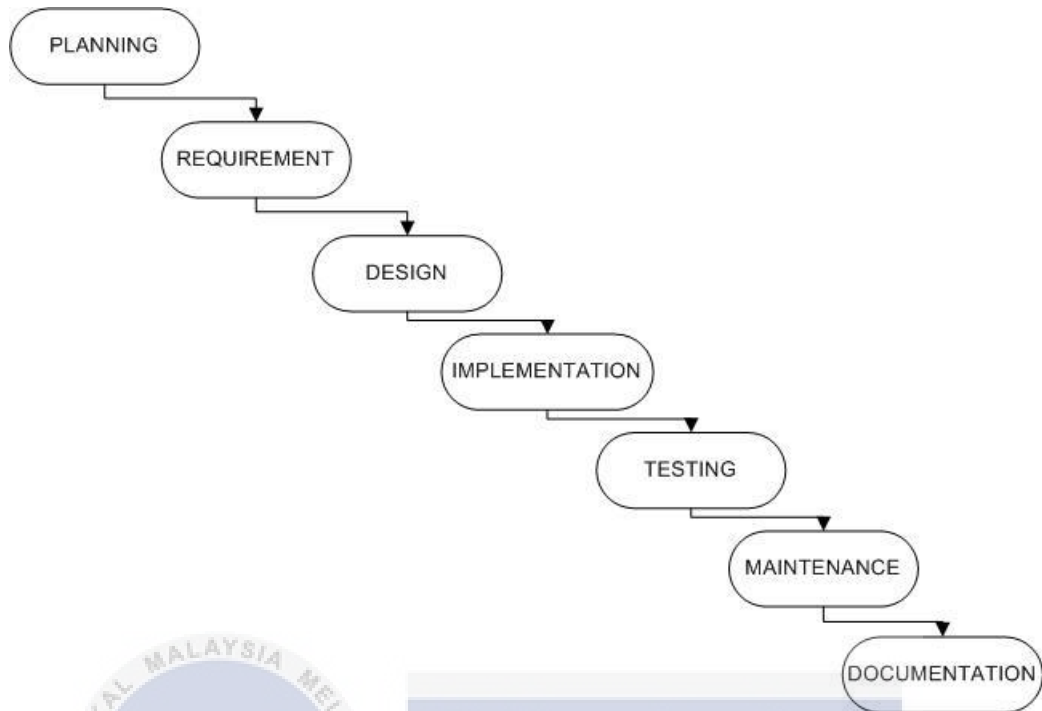 PLANNING
REQUIREMENT
DESIGN
IMPLEMENTATION
TESTING
MAINTENANCE
DOCUMENTATION
MALAYSIA